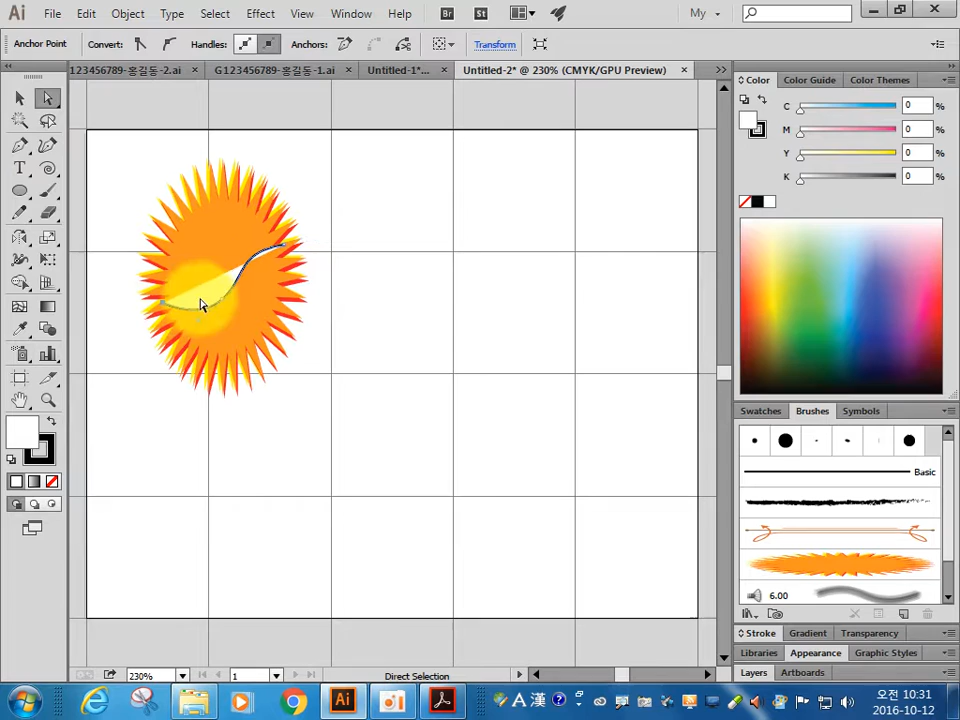 Ai File Edit Object Type Select Effect View Window Help Br St My
Anchor Point Convert: Handles: Anchors: Transform
123456789-홍길동-2.ai × G123456789-홍길동-1.ai × Untitled-1*... × Untitled-2* @ 230% (CMYK/GPU Preview) ×
Color Color Guide Color Themes
C 0 %
M 0 %
Y 0 %
K 0 %
Swatches Brushes Symbols
Basic
6.00
Stroke Gradient Transparency
Libraries Appearance Graphic Styles
Layers Artboards
230% 1 Direct Selection
Ai A 漢 오전 10:31
2016-10-12